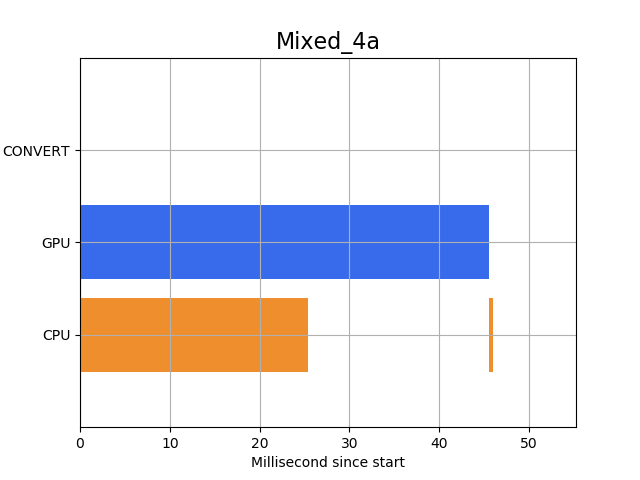 Mixed_4a
CONVERT
GPU
CPU
0 10 20 30 40 50
Millisecond since start